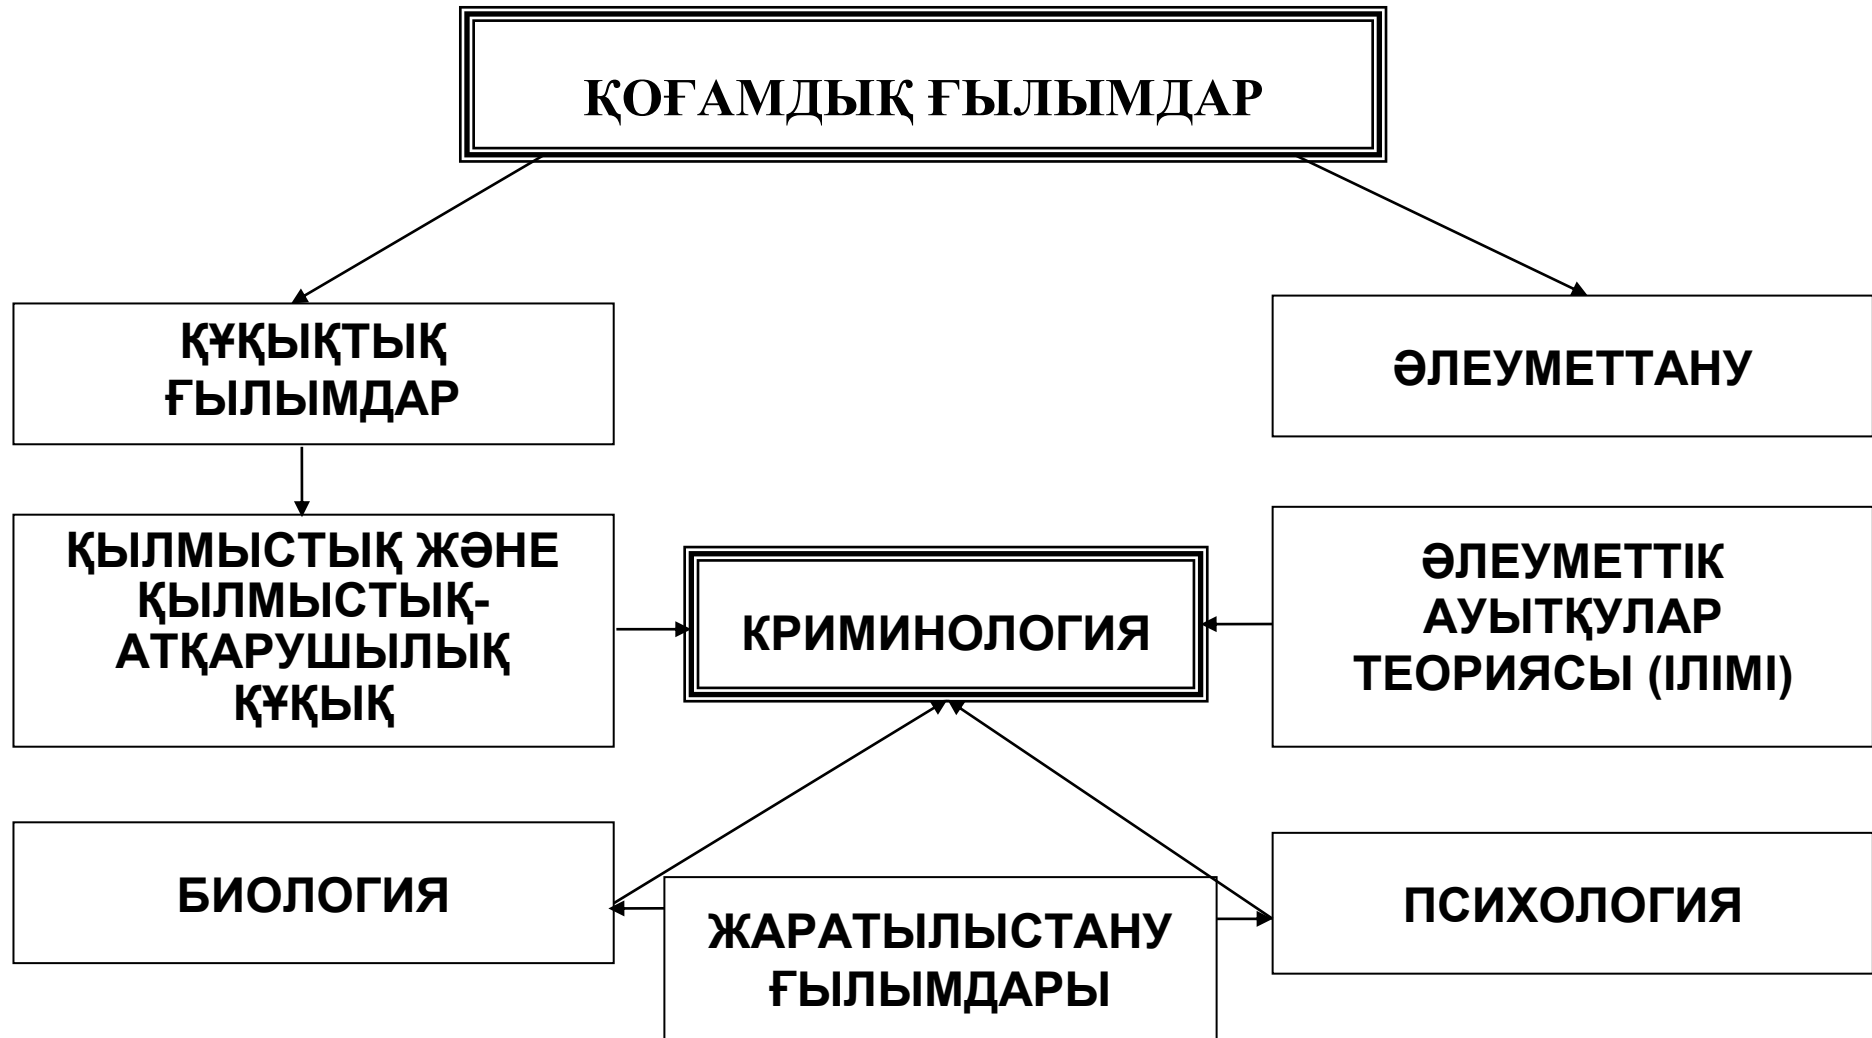 ҚОҒАМДЫҚ ҒЫЛЫМДАР
ҚҰҚЫҚТЫҚ
ҒЫЛЫМДАР
ӘЛЕУМЕТТАНУ
ҚЫЛМЫСТЫҚ ЖӘНЕ
ҚЫЛМЫСТЫҚ-
АТҚАРУШЫЛЫҚ
ҚҰҚЫҚ
КРИМИНОЛОГИЯ
ӘЛЕУМЕТТІК
АУЫТҚУЛАР
ТЕОРИЯСЫ (ІЛІМІ)
БИОЛОГИЯ
ЖАРАТЫЛЫСТАНУ
ҒЫЛЫМДАРЫ
ПСИХОЛОГИЯ